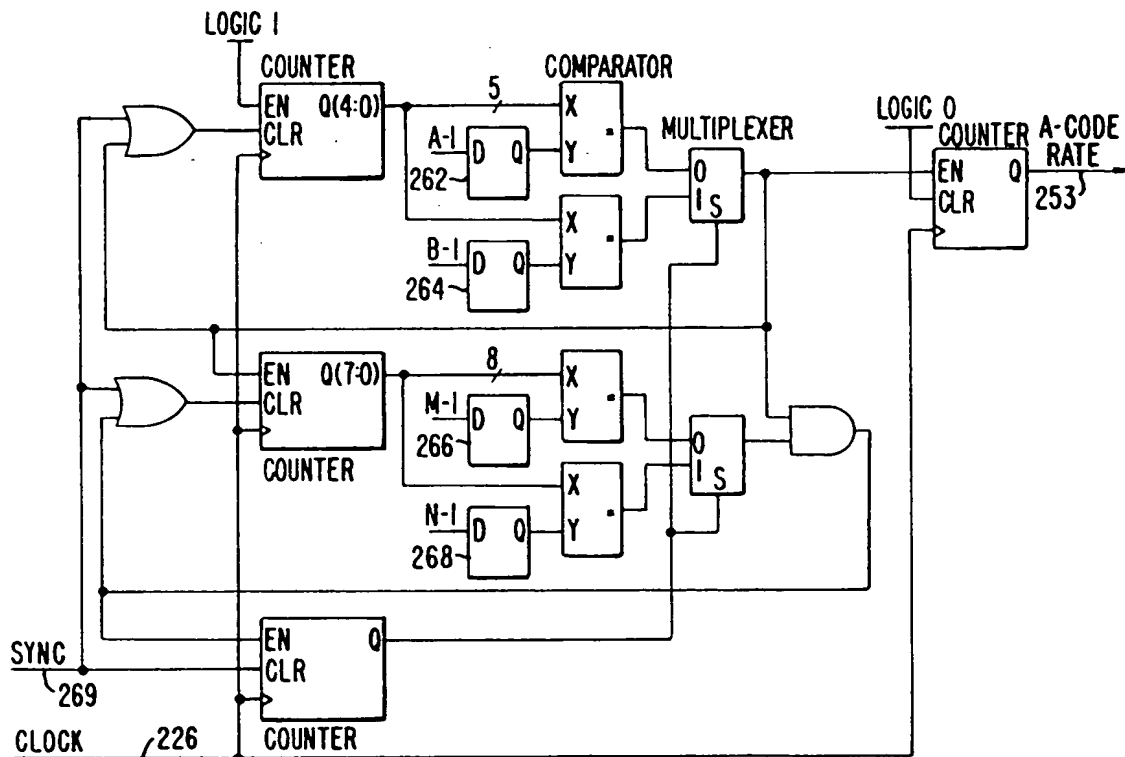 LOGIC 1
COUNTER
EN Q(4:0)
CLR
5
COMPARATOR
X
Y
=
A-1
D Q
262
MULTIPLEXER
0
1 S
LOGIC 0
COUNTER
EN Q
CLR
A-CODE
RATE
253
X
Y
=
B-1
D Q
264
EN Q(7:0)
CLR
COUNTER
8
X
Y
=
M-1
D Q
266
0
1 S
X
Y
=
N-1
D Q
268
EN Q
CLR
COUNTER
SYNC
269
CLOCK
226